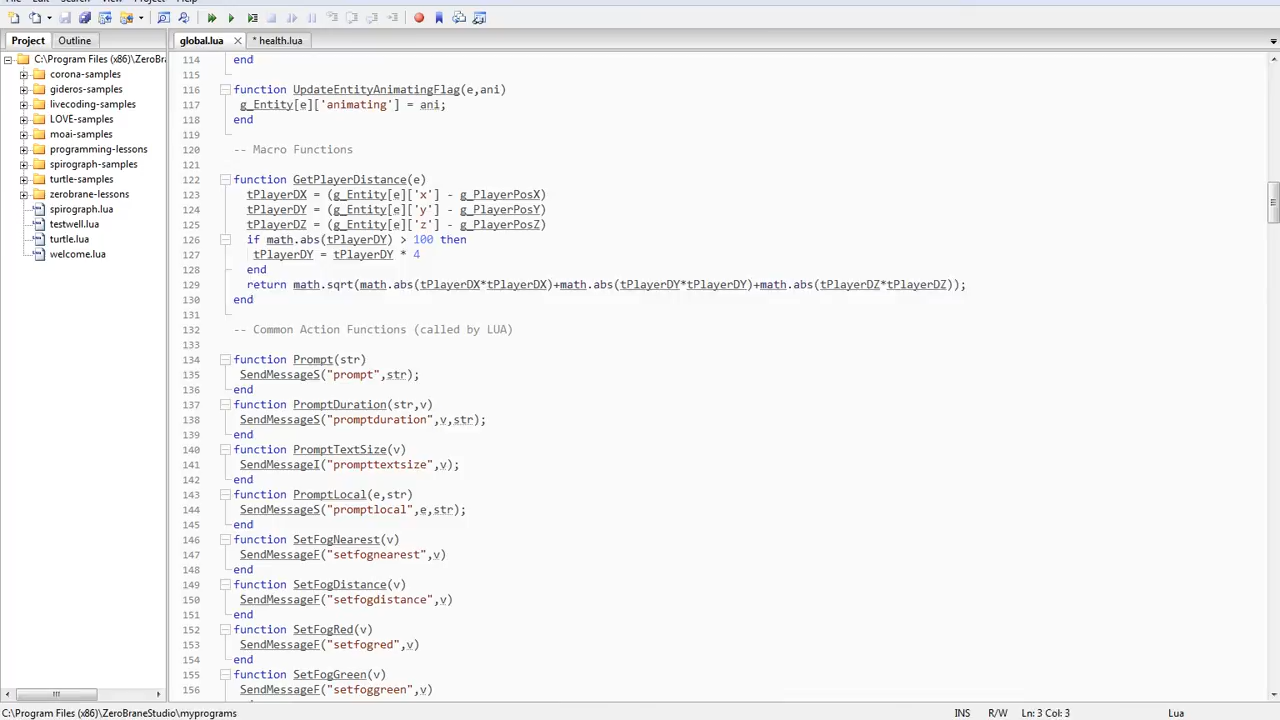 File Edit Search View Project Help
Project Outline
global.lua
* health.lua
C:\Program Files (x86)\ZeroBra
corona-samples
gideros-samples
livecoding-samples
LOVE-samples
moai-samples
programming-lessons
spirograph-samples
turtle-samples
zerobrane-lessons
spirograph.lua
testwell.lua
turtle.lua
welcome.lua
114 end
115
116 function UpdateEntityAnimatingFlag(e,ani)
117 g_Entity[e]['animating'] = ani;
118 end
119
120 -- Macro Functions
121
122 function GetPlayerDistance(e)
123 tPlayerDX = (g_Entity[e]['x'] - g_PlayerPosX)
124 tPlayerDY = (g_Entity[e]['y'] - g_PlayerPosY)
125 tPlayerDZ = (g_Entity[e]['z'] - g_PlayerPosZ)
126 if math.abs(tPlayerDY) > 100 then
127 tPlayerDY = tPlayerDY * 4
128 end
129 return math.sqrt(math.abs(tPlayerDX*tPlayerDX)+math.abs(tPlayerDY*tPlayerDY)+math.abs(tPlayerDZ*tPlayerDZ));
130 end
131
132 -- Common Action Functions (called by LUA)
133
134 function Prompt(str)
135 SendMessageS("prompt",str);
136 end
137 function PromptDuration(str,v)
138 SendMessageS("promptduration",v,str);
139 end
140 function PromptTextSize(v)
141 SendMessageI("prompttextsize",v);
142 end
143 function PromptLocal(e,str)
144 SendMessageS("promptlocal",e,str);
145 end
146 function SetFogNearest(v)
147 SendMessageF("setfognearest",v)
148 end
149 function SetFogDistance(v)
150 SendMessageF("setfogdistance",v)
151 end
152 function SetFogRed(v)
153 SendMessageF("setfogred",v)
154 end
155 function SetFogGreen(v)
156 SendMessageF("setfoggreen",v)
C:\Program Files (x86)\ZeroBraneStudio\myprograms
INS R/W Ln: 3 Col: 3 Lua